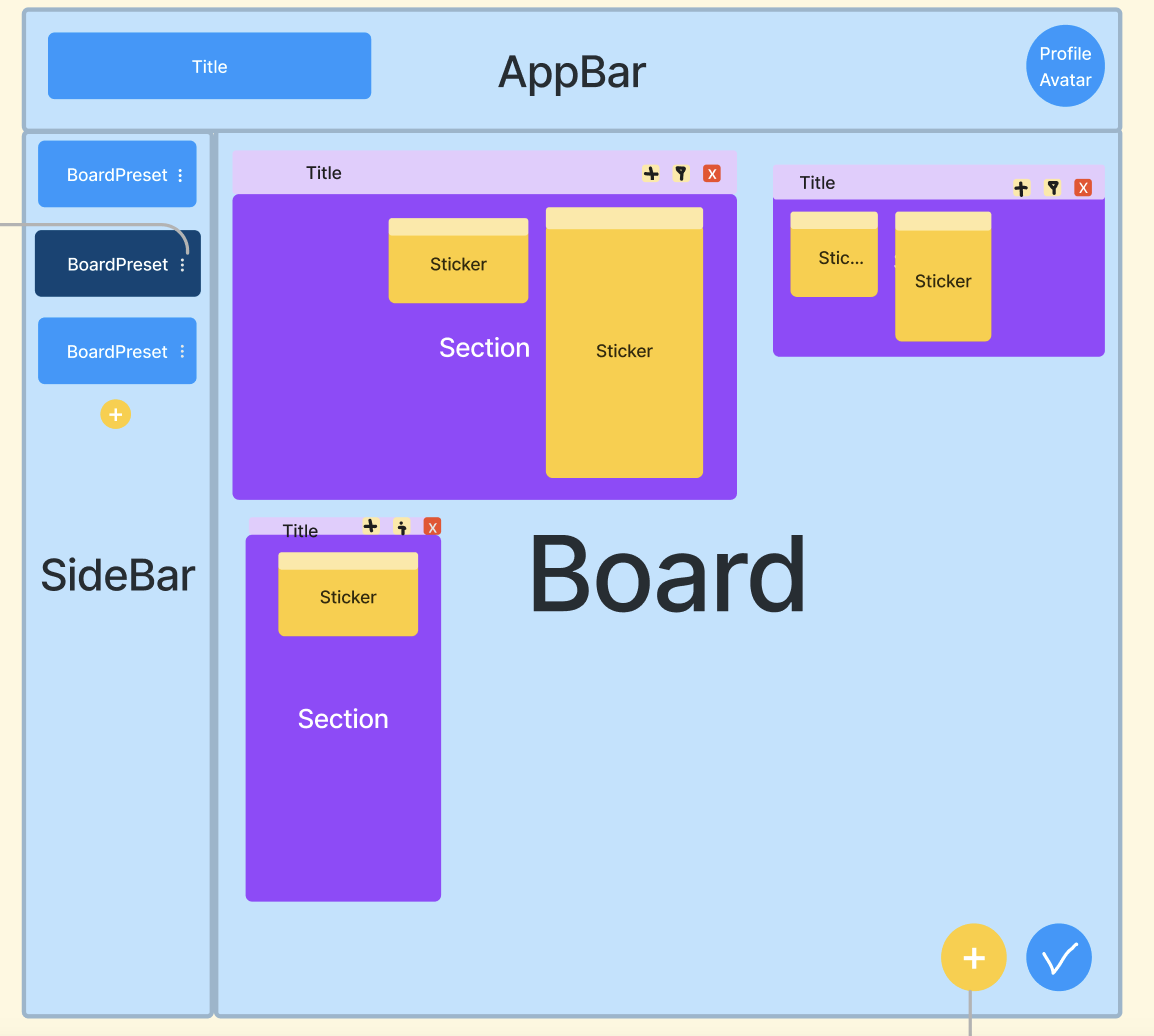 Title
AppBar
Profile
Avatar
BoardPreset
BoardPreset
BoardPreset
+
SideBar
Title
X
Sticker
Sticker
Section
Title
X
Stic...
Sticker
Title
X
Sticker
Section
Board
+